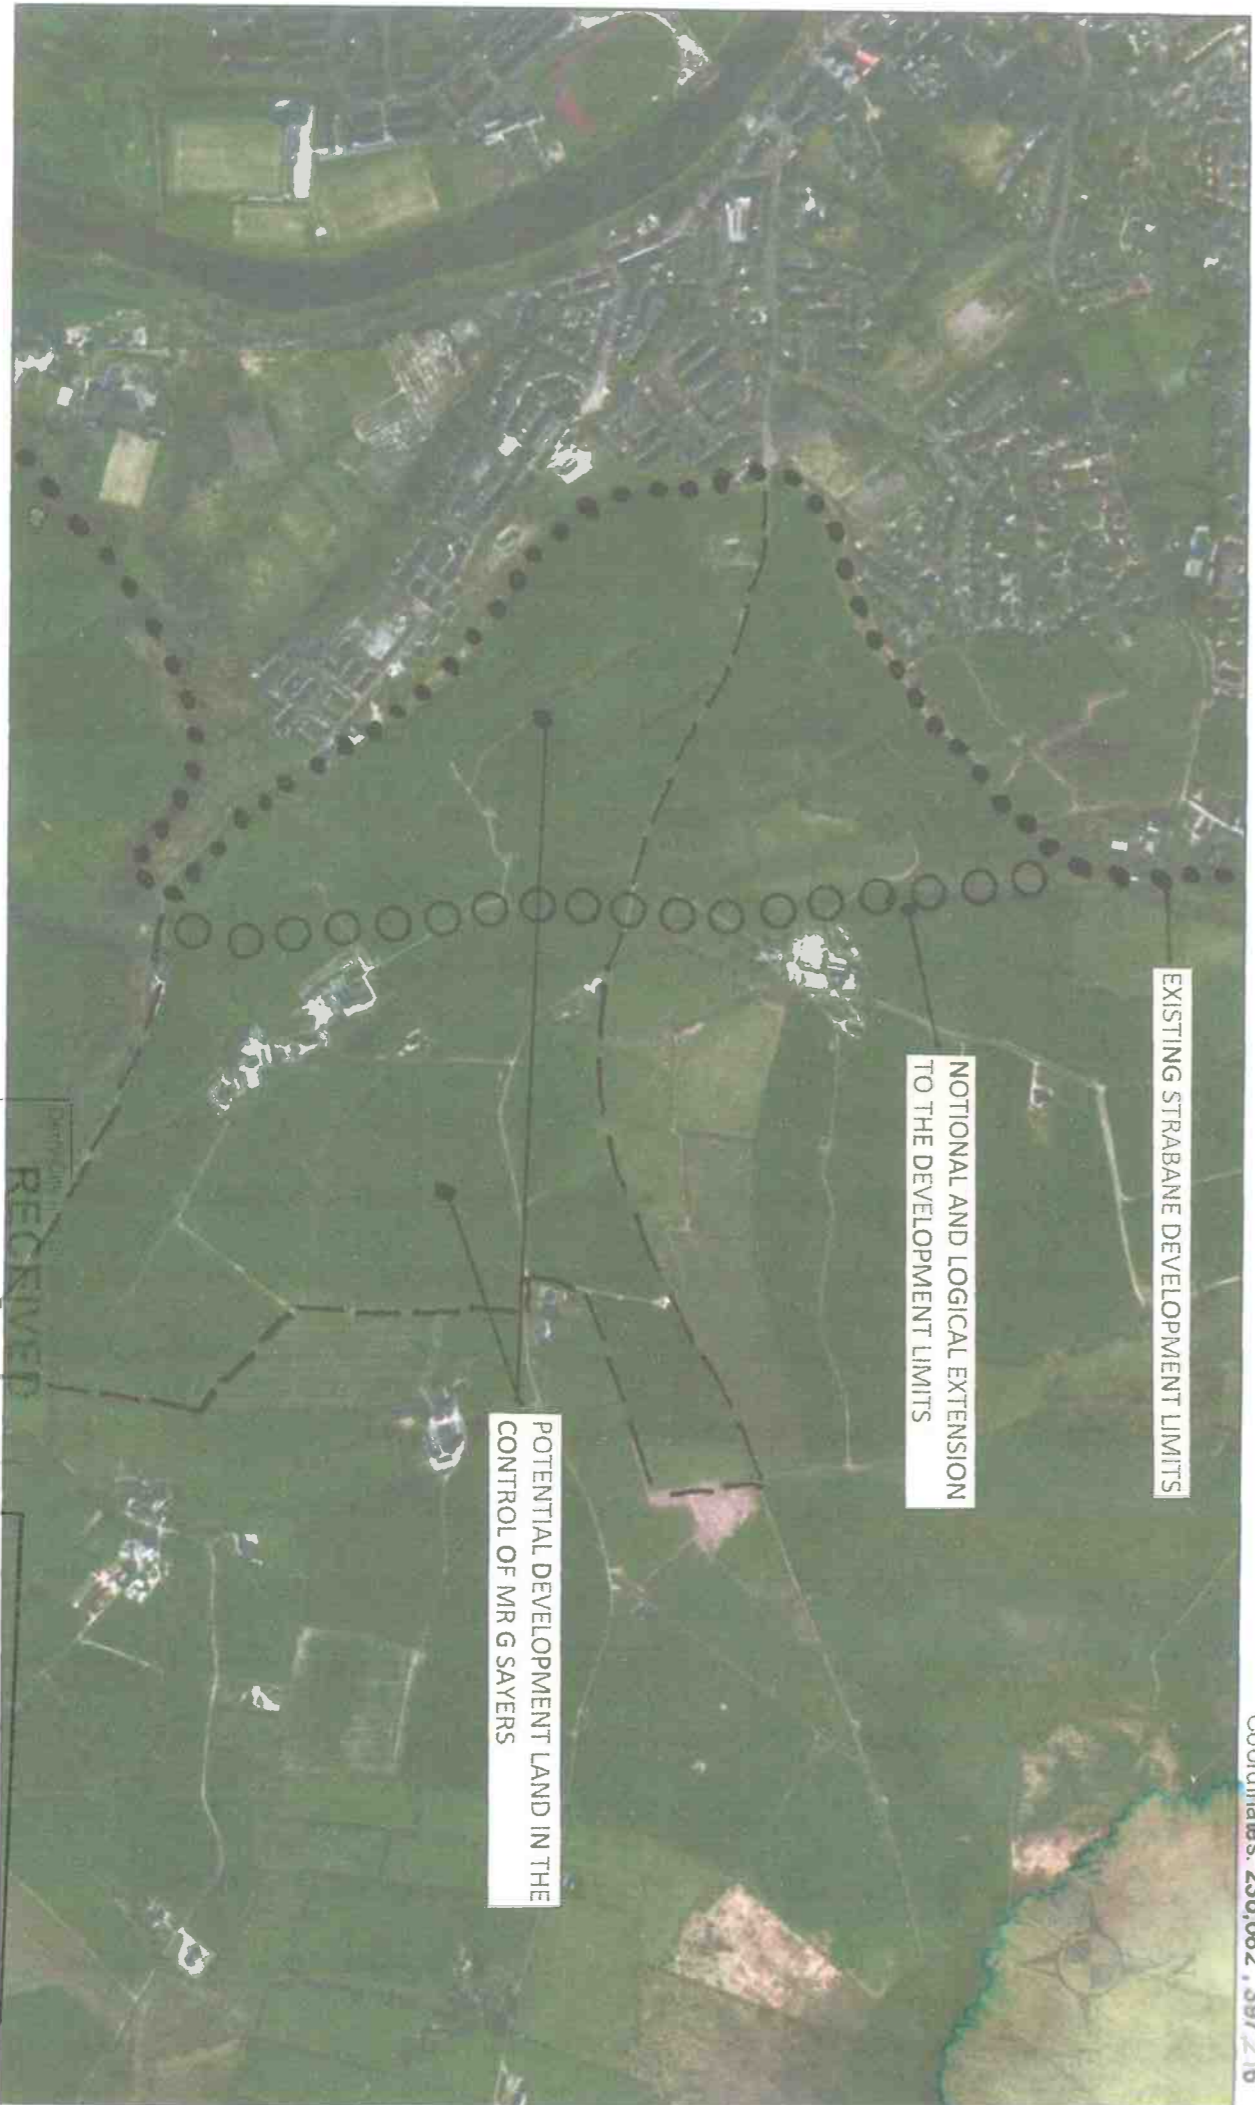 EXISTING STRABANE DEVELOPMENT LIMITS
NOTIONAL AND LOGICAL EXTENSION
TO THE DEVELOPMENT LIMITS
POTENTIAL DEVELOPMENT LAND IN THE
CONTROL OF MR G SAYERS
RECEIVED
N